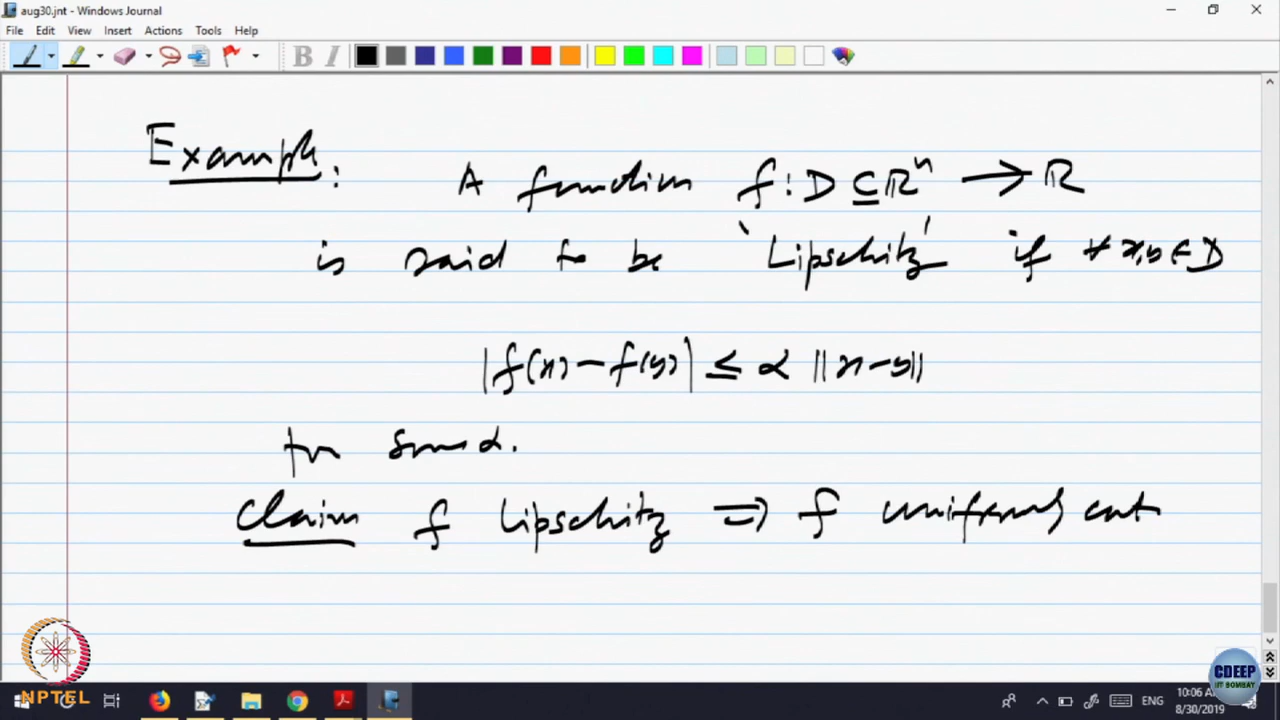 aug30.jnt - Windows Journal
File Edit View Insert Actions Tools Help
Example: A function f: D ⊆ ℝⁿ → ℝ
is said to be 'Lipschitz' if ∀ x,y ∈ D
|f(x) – f(y)| ≤ α ||x–y||
for some α.
Claim f Lipschitz ⇒ f uniformly cont
NPTEL
CDEEP
IIT BOMBAY
ENG
10:06 A
8/30/2019